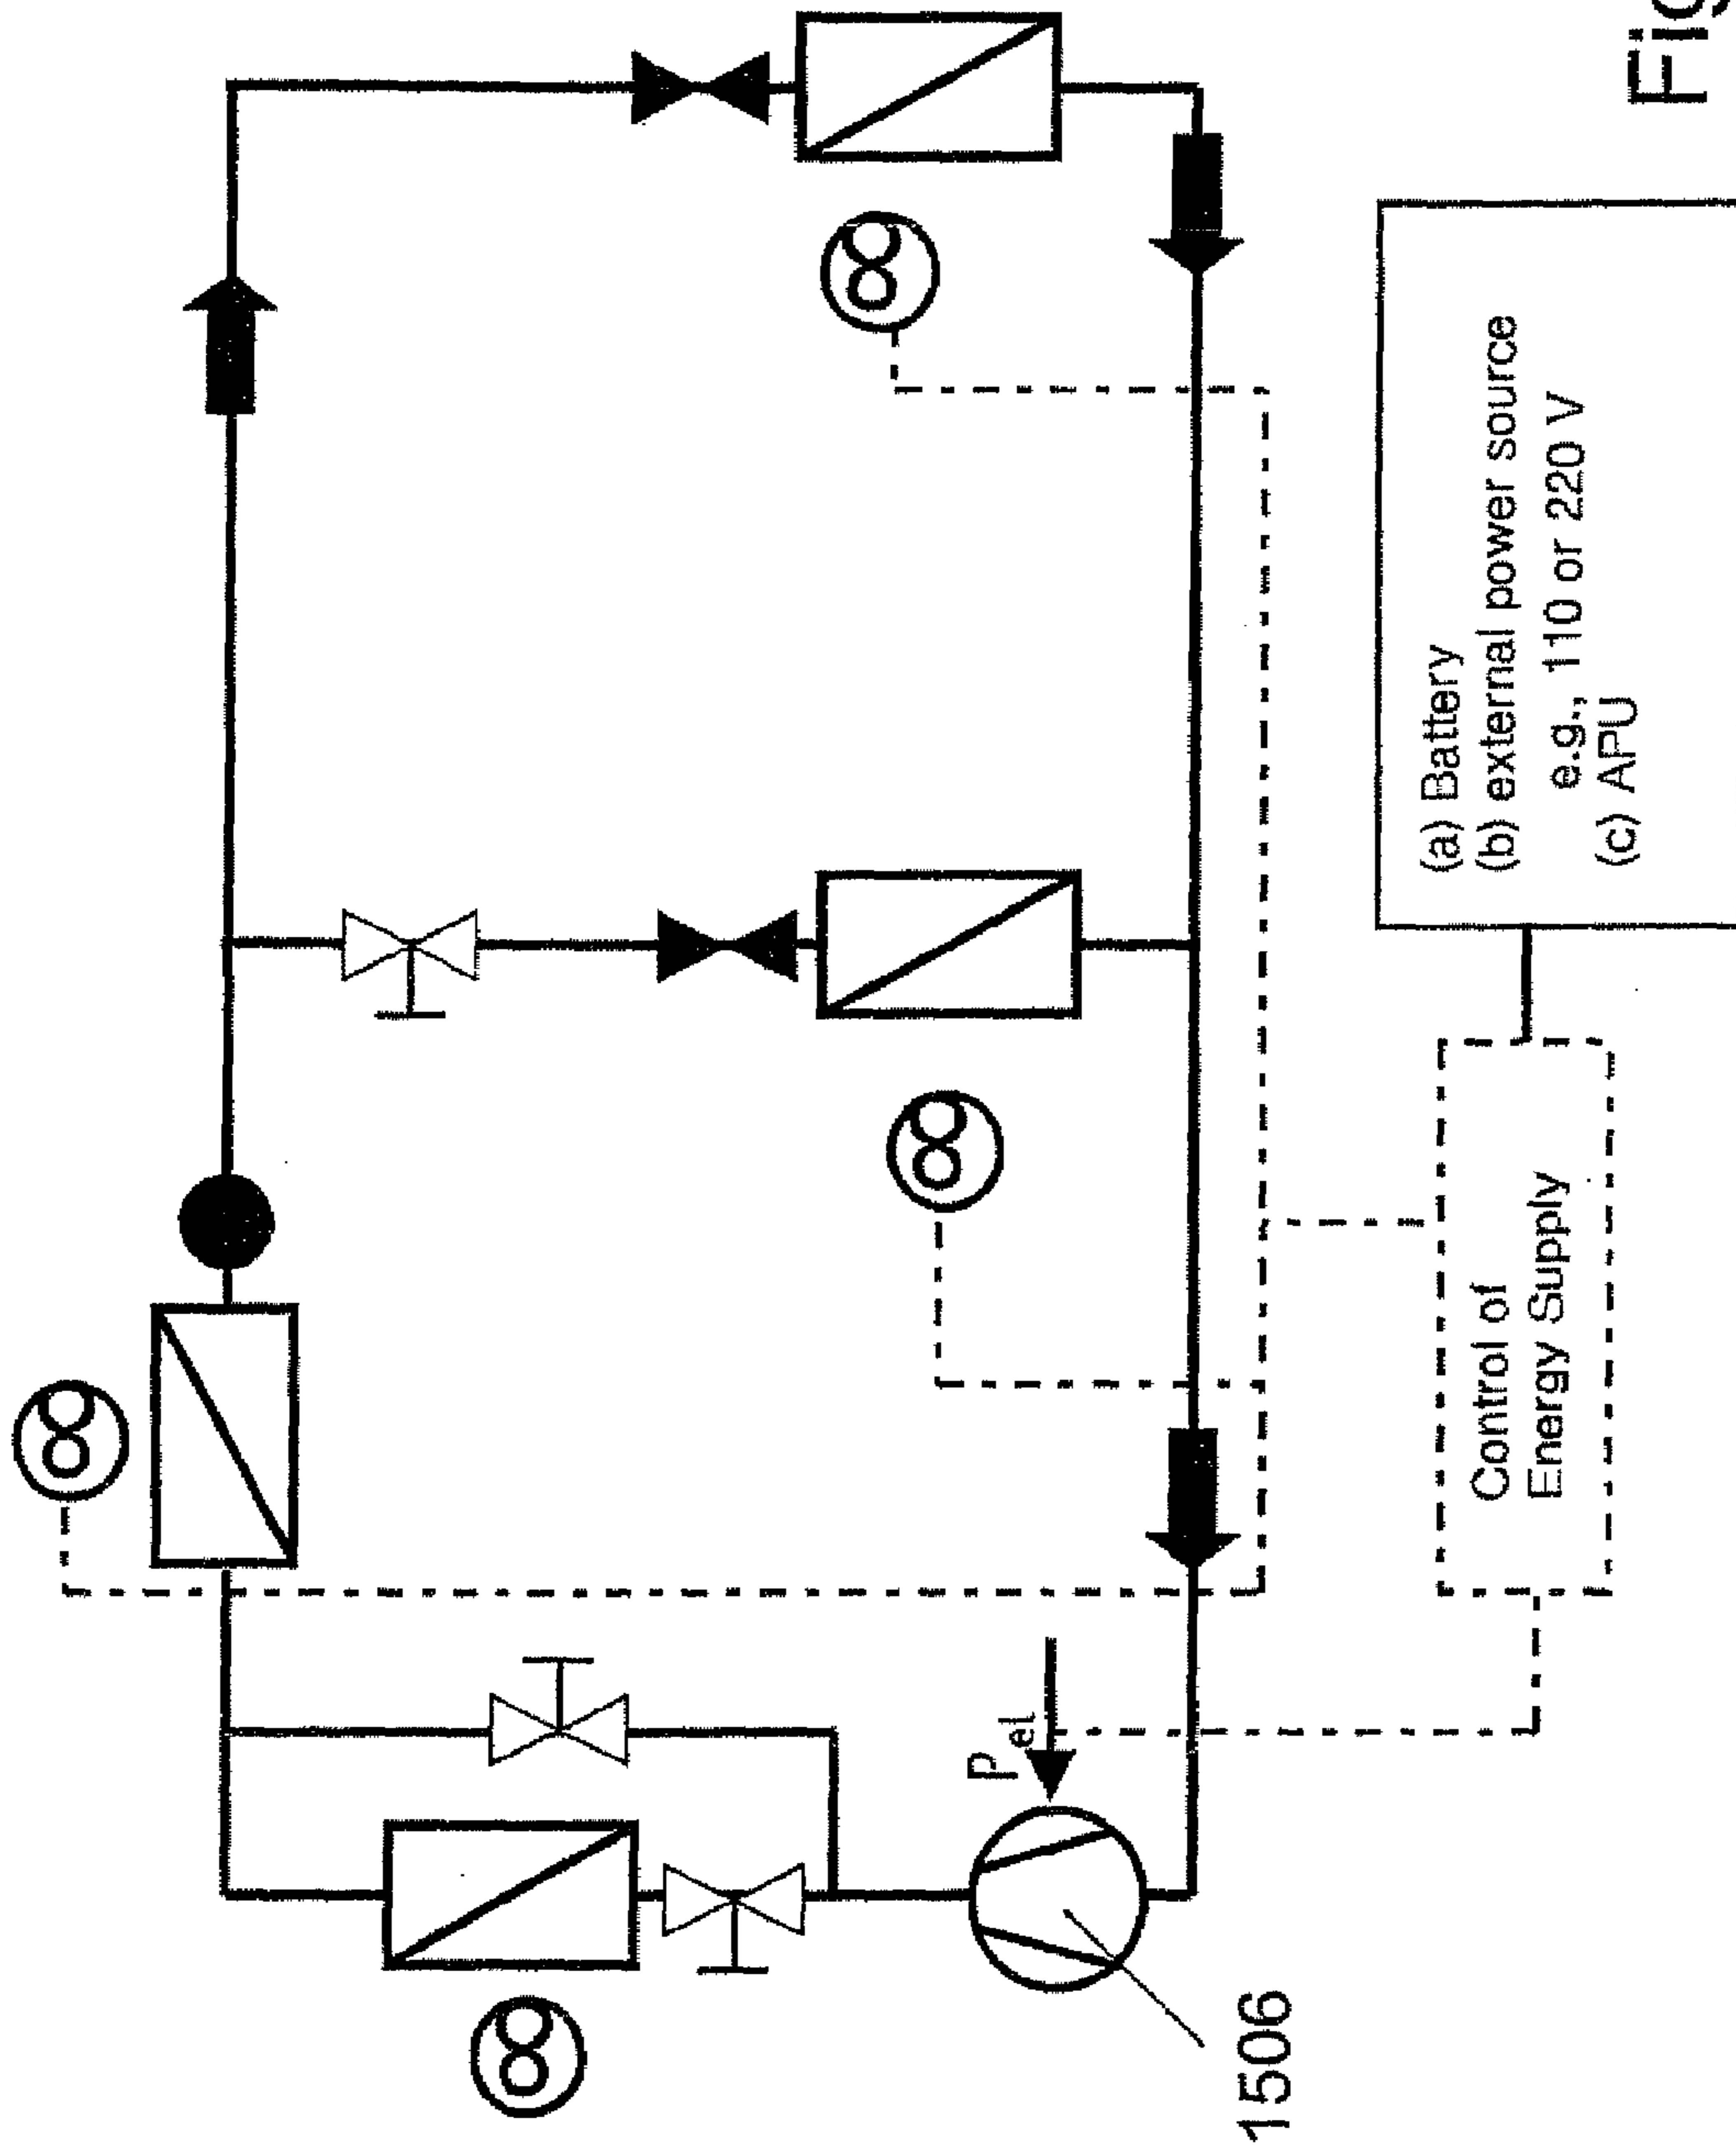 P el
1506
Control of
Energy Supply
(a) Battery
(b) external power source
e.g., 110 or 220 V
(c) APU